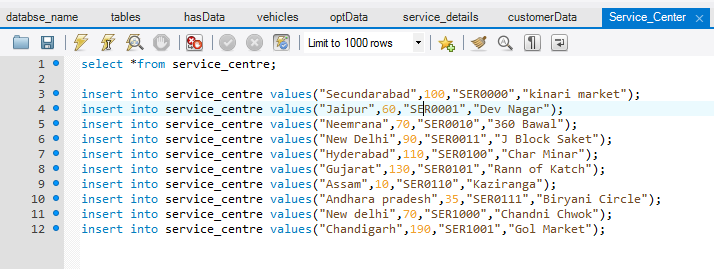 databse_name tables hasData vehicles optData service_details customerData Service_Center
Limit to 1000 rows
1 select *from service_centre;
2
3 insert into service_centre values("Secundarabad",100,"SER0000","kinari market");
4 insert into service_centre values("Jaipur",60,"SER0001","Dev Nagar");
5 insert into service_centre values("Neemrana",70,"SER0010","360 Bawal");
6 insert into service_centre values("New Delhi",90,"SER0011","J Block Saket");
7 insert into service_centre values("Hyderabad",110,"SER0100","Char Minar");
8 insert into service_centre values("Gujarat",130,"SER0101","Rann of Katch");
9 insert into service_centre values("Assam",10,"SER0110","Kaziranga");
10 insert into service_centre values("Andhara pradesh",35,"SER0111","Biryani Circle");
11 insert into service_centre values("New delhi",70,"SER1000","Chandni Chwok");
12 insert into service_centre values("Chandigarh",190,"SER1001","Gol Market");